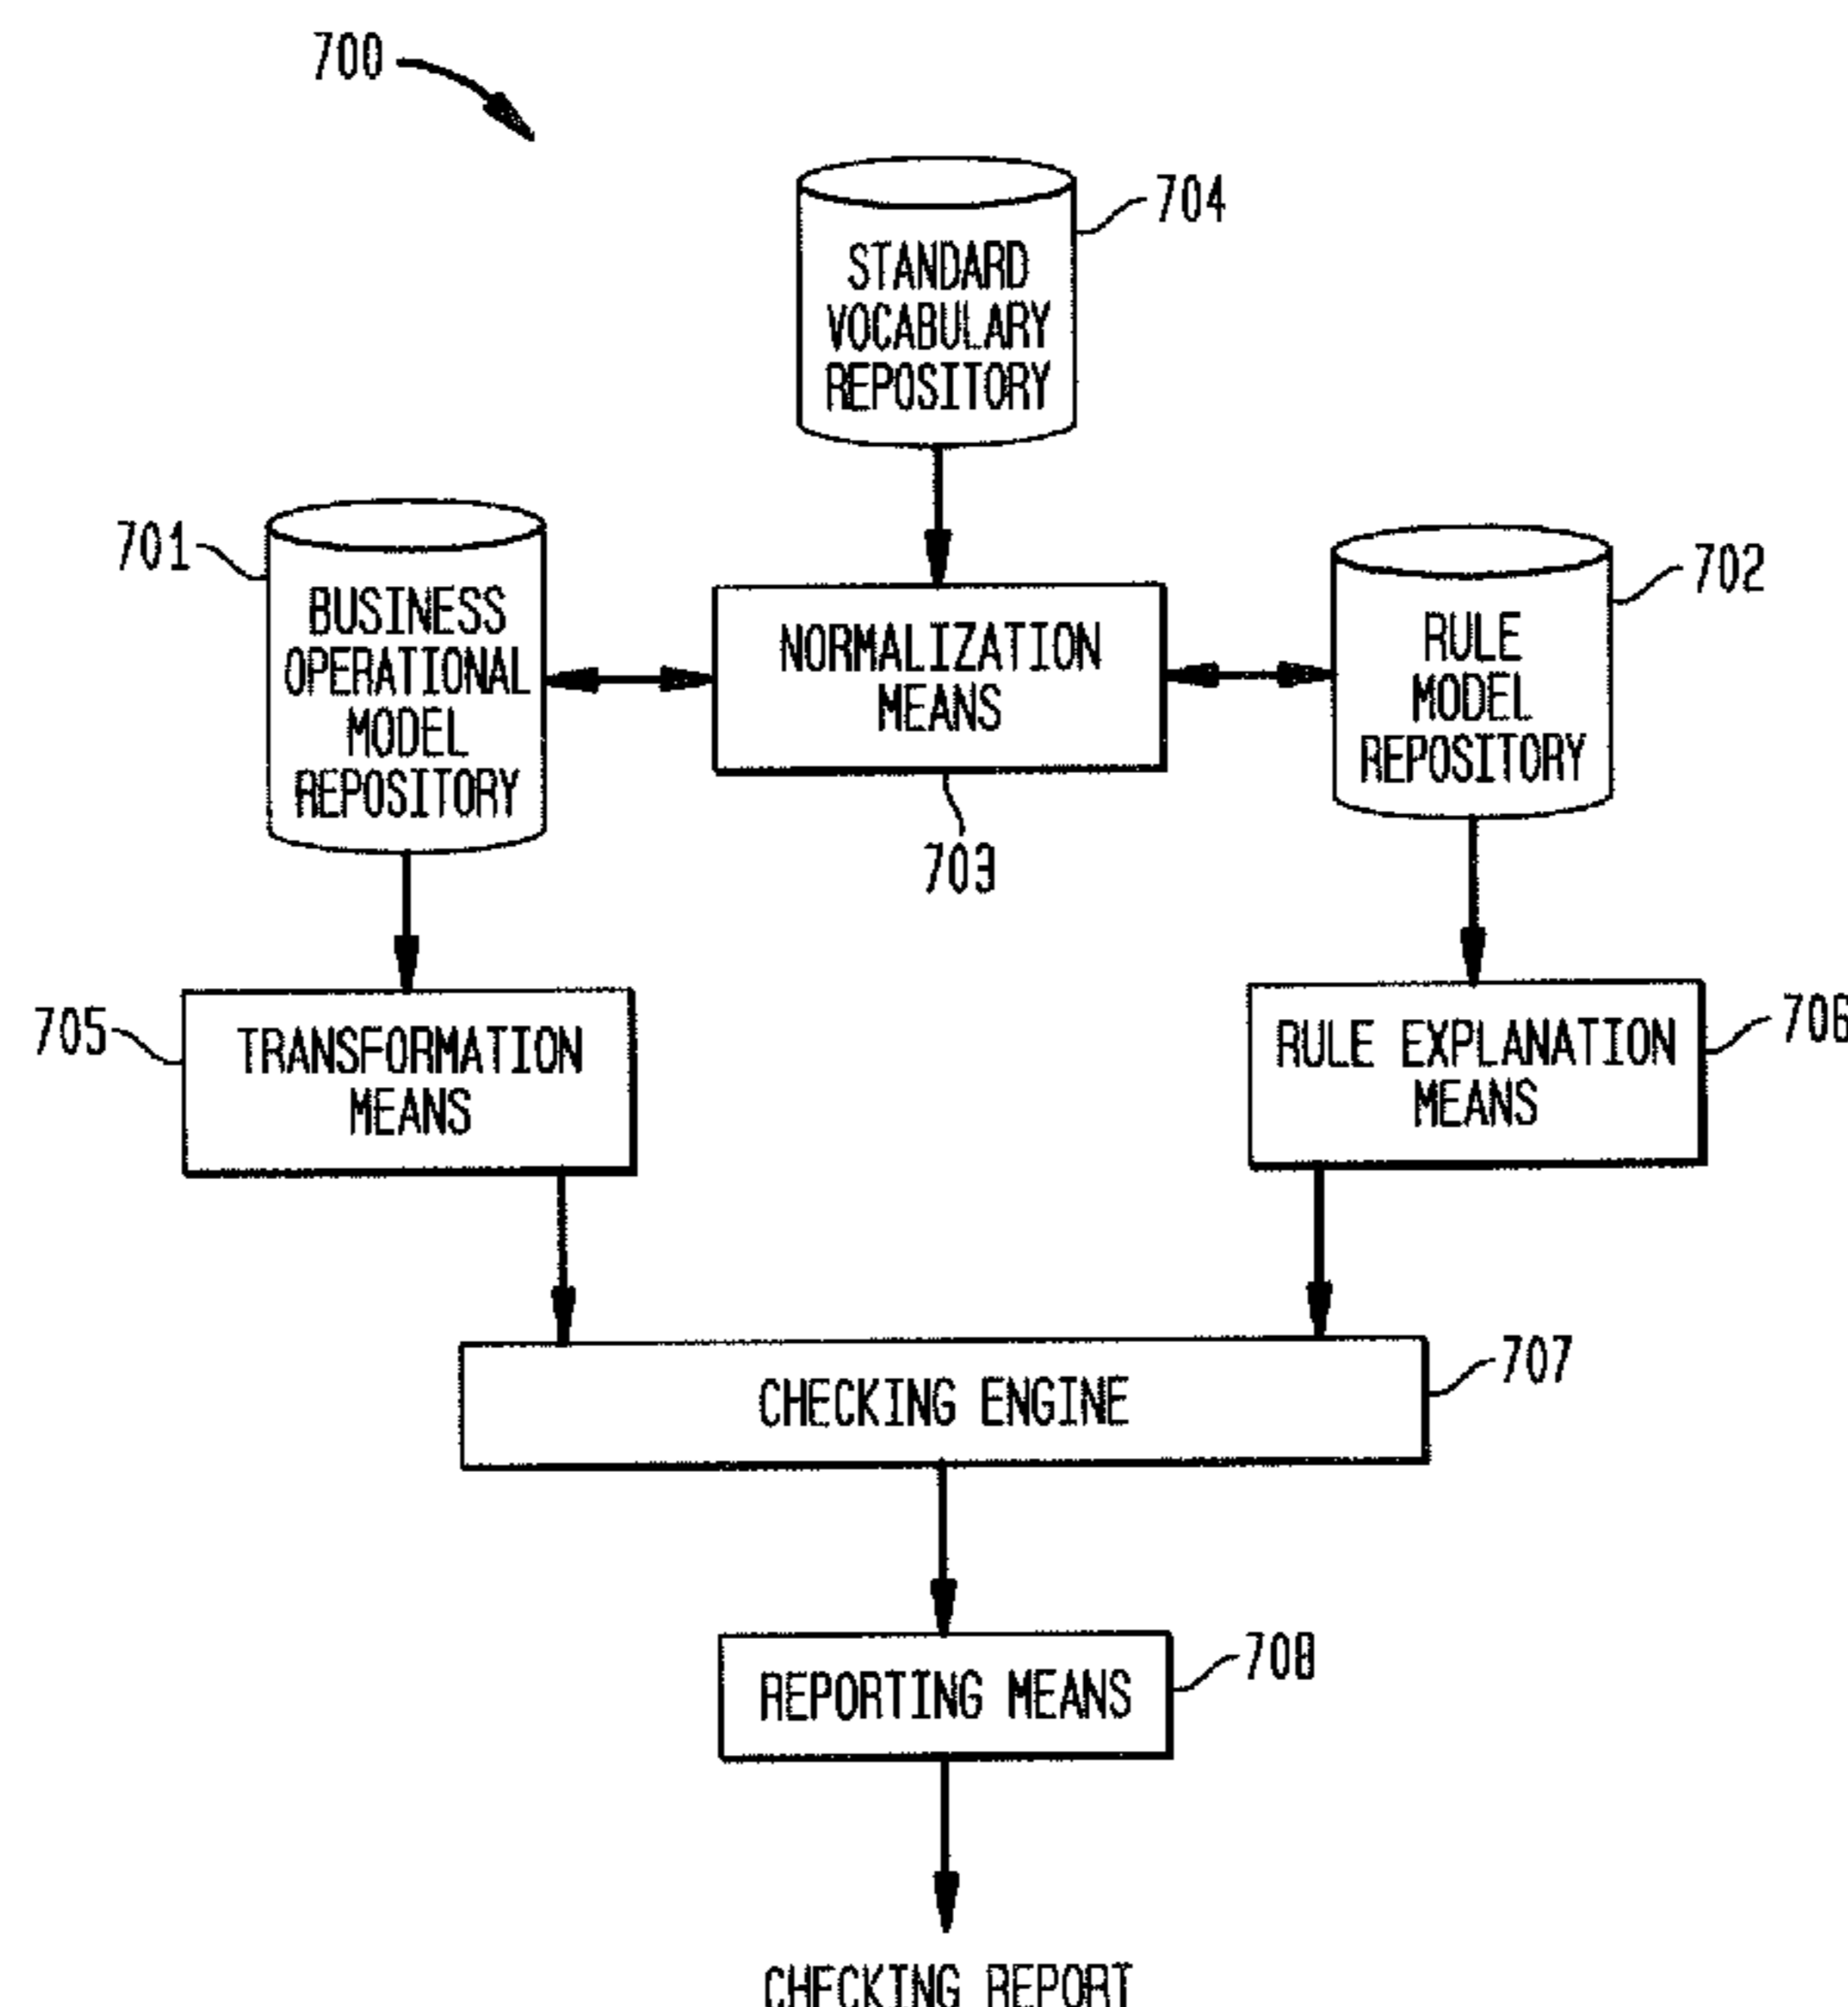 700
704
STANDARD
VOCABULARY
REPOSITORY
701
BUSINESS
OPERATIONAL
MODEL
REPOSITORY
NORMALIZATION
MEANS
703
702
RULE
MODEL
REPOSITORY
705
TRANSFORMATION
MEANS
706
RULE EXPLANATION
MEANS
707
CHECKING ENGINE
708
REPORTING MEANS
CHECKING REPORT